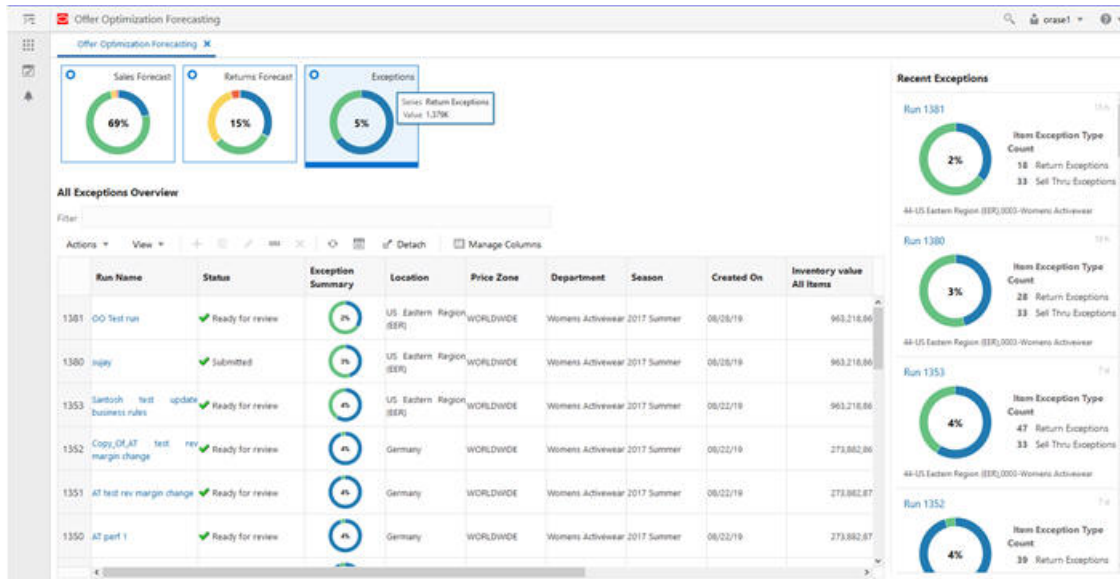 Offer Optimization Forecasting
orase1
Offer Optimization Forecasting
Sales Forecast
69%
Returns Forecast
15%
Exceptions
5%
Series Return Exceptions
Value 1.379K
All Exceptions Overview
Filter
Actions View Detach Manage Columns
Run Name Status Exception Summary Location Price Zone Department Season Created On Inventory value All Items
1381 OO Test run Ready for review 2% US Eastern Region (EER) WORLDWIDE Womens Activewear 2017 Summer 08/28/19 963,218,86
1380 sujay Submitted 3% US Eastern Region (EER) WORLDWIDE Womens Activewear 2017 Summer 08/28/19 963,218,86
1353 Santosh test update business rules Ready for review 4% US Eastern Region (EER) WORLDWIDE Womens Activewear 2017 Summer 08/22/19 963,218,86
1352 Copy_Of_AT test rev margin change Ready for review 4% Germany WORLDWIDE Womens Activewear 2017 Summer 08/22/19 273,882,86
1351 AT test rev margin change Ready for review 4% Germany WORLDWIDE Womens Activewear 2017 Summer 08/22/19 273,882,87
1350 AT perf 1 Ready for review Germany WORLDWIDE Womens Activewear 2017 Summer 08/22/19 273,882,87
Recent Exceptions
Run 1381
2%
Item Exception Type
Count
18 Return Exceptions
33 Sell Thru Exceptions
44-US Eastern Region (EER),0003-Womens Activewear
Run 1380
3%
Item Exception Type
Count
28 Return Exceptions
33 Sell Thru Exceptions
44-US Eastern Region (EER),0003-Womens Activewear
Run 1353
7 d
4%
Item Exception Type
Count
47 Return Exceptions
33 Sell Thru Exceptions
44-US Eastern Region (EER),0003-Womens Activewear
Run 1352
7 d
4%
Item Exception Type
Count
39 Return Exceptions